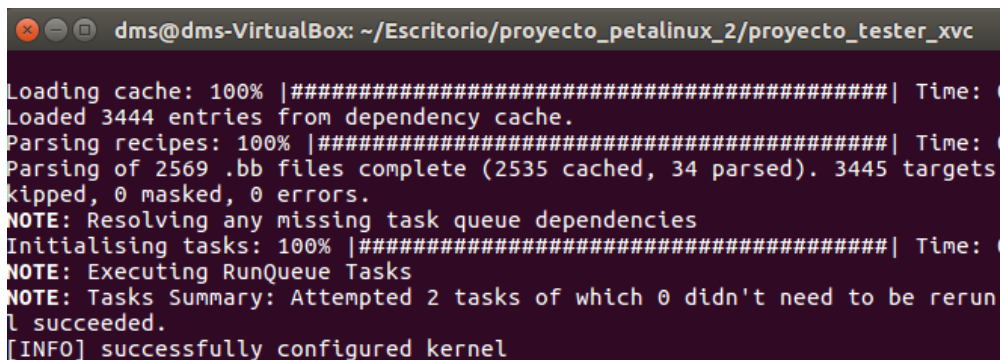 dms@dms-VirtualBox: ~/Escritorio/proyecto_petalinux_2/proyecto_tester_xvc
Loading cache: 100% |############################################| Time: 0
Loaded 3444 entries from dependency cache.
Parsing recipes: 100% |##########################################| Time: 0
Parsing of 2569 .bb files complete (2535 cached, 34 parsed). 3445 targets
kipped, 0 masked, 0 errors.
NOTE: Resolving any missing task queue dependencies
Initialising tasks: 100% |#######################################| Time: 0
NOTE: Executing RunQueue Tasks
NOTE: Tasks Summary: Attempted 2 tasks of which 0 didn't need to be rerun
l succeeded.
[INFO] successfully configured kernel